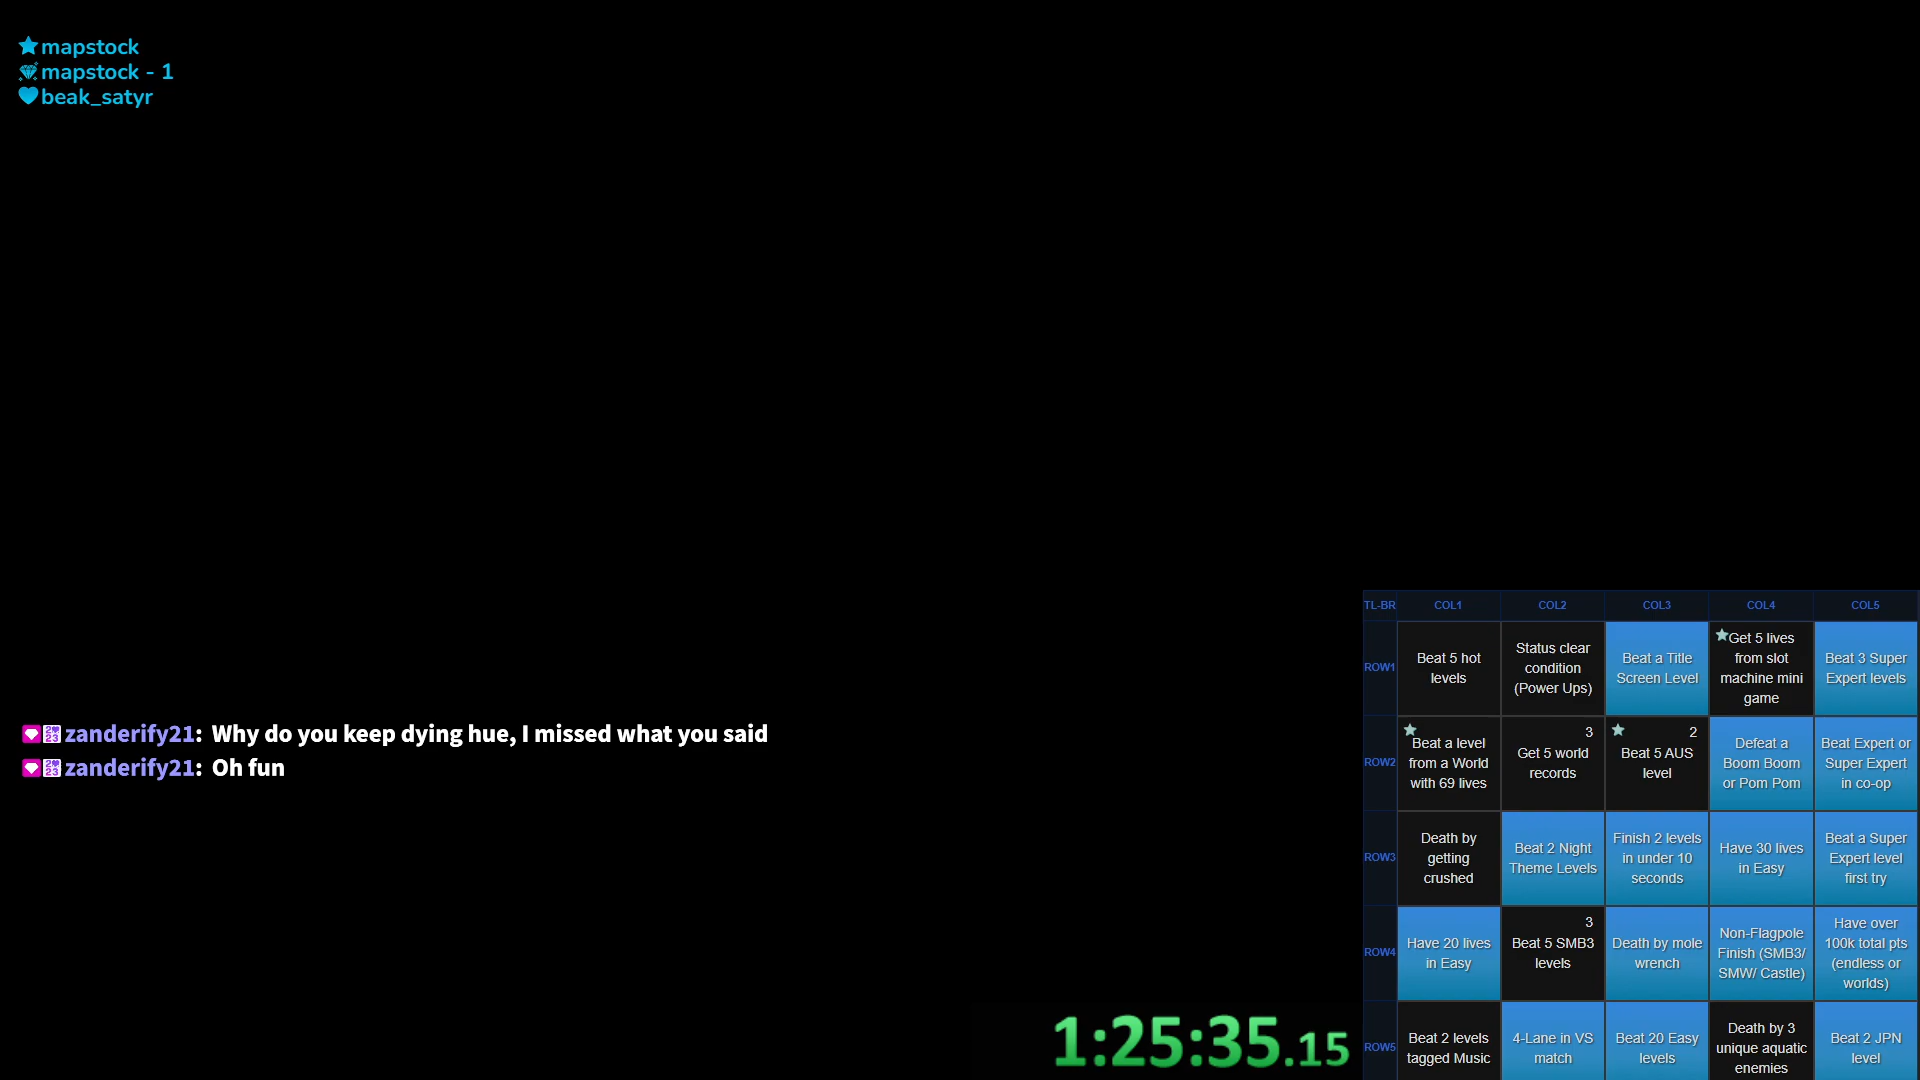 mapstock
mapstock - 1
beak_satyr
zanderify21: Why do you keep dying hue, I missed what you said
zanderify21: Oh fun
1:25:35.15
TL-BR COL1 COL2 COL3 COL4 COL5
ROW1
Beat 5 hot
levels
Status clear
condition
(Power Ups)
Beat a Title
Screen Level
Get 5 lives
from slot
machine mini
game
Beat 3 Super
Expert levels
ROW2
Beat a level
from a World
with 69 lives
3
Get 5 world
records
2
Beat 5 AUS
level
Defeat a
Boom Boom
or Pom Pom
Beat Expert or
Super Expert
in co-op
ROW3
Death by
getting
crushed
Beat 2 Night
Theme Levels
Finish 2 levels
in under 10
seconds
Have 30 lives
in Easy
Beat a Super
Expert level
first try
ROW4
Have 20 lives
in Easy
3
Beat 5 SMB3
levels
Death by mole
wrench
Non-Flagpole
Finish (SMB3/
SMW/ Castle)
Have over
100k total pts
(endless or
worlds)
ROW5
Beat 2 levels
tagged Music
4-Lane in VS
match
Beat 20 Easy
levels
Death by 3
unique aquatic
enemies
Beat 2 JPN
level